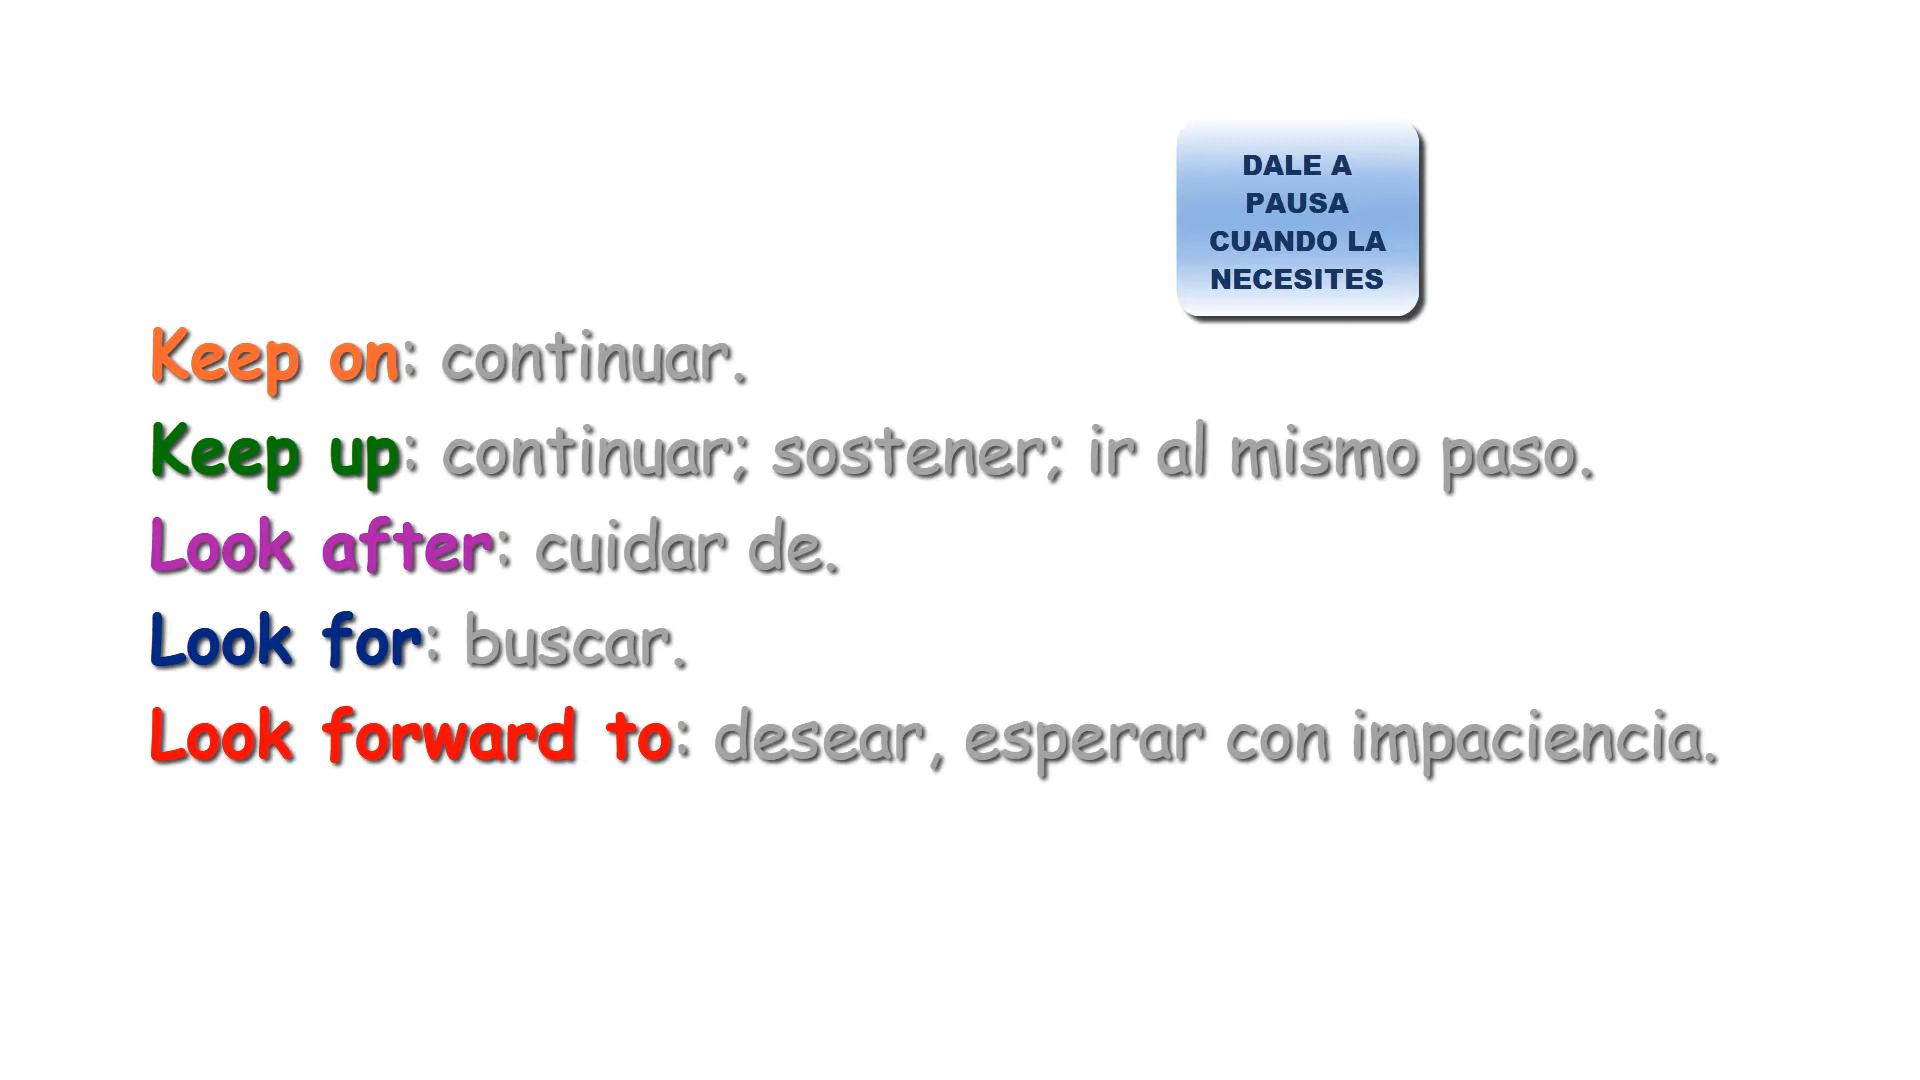 DALE A
PAUSA
CUANDO LA
NECESITES
Keep on: continuar.
Keep up: continuar; sostener; ir al mismo paso.
Look after: cuidar de.
Look for: buscar.
Look forward to: desear, esperar con impaciencia.